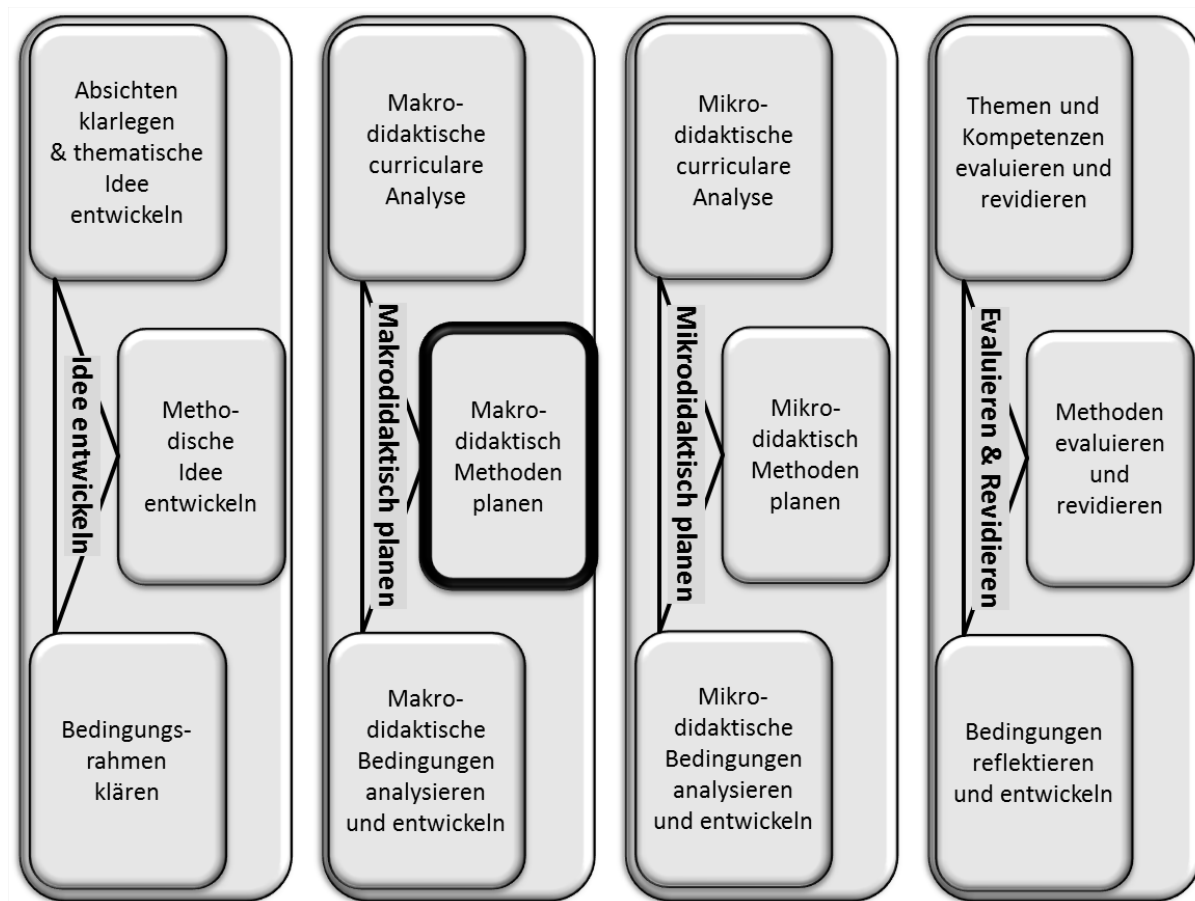 Absichten
klarlegen
& thematische
Idee
entwickeln
Idee entwickeln
Metho-
dische
Idee
entwickeln
Bedingungs-
rahmen
klären
Makro-
didaktische
curriculare
Analyse
Makrodidaktisch planen
Makro-
didaktisch
Methoden
planen
Makro-
didaktische
Bedingungen
analysieren
und entwickeln
Mikro-
didaktische
curriculare
Analyse
Mikrodidaktisch planen
Mikro-
didaktisch
Methoden
planen
Mikro-
didaktische
Bedingungen
analysieren
und entwickeln
Themen und
Kompetenzen
evaluieren und
revidieren
Evaluieren & Revidieren
Methoden
evaluieren
und
revidieren
Bedingungen
reflektieren
und entwickeln